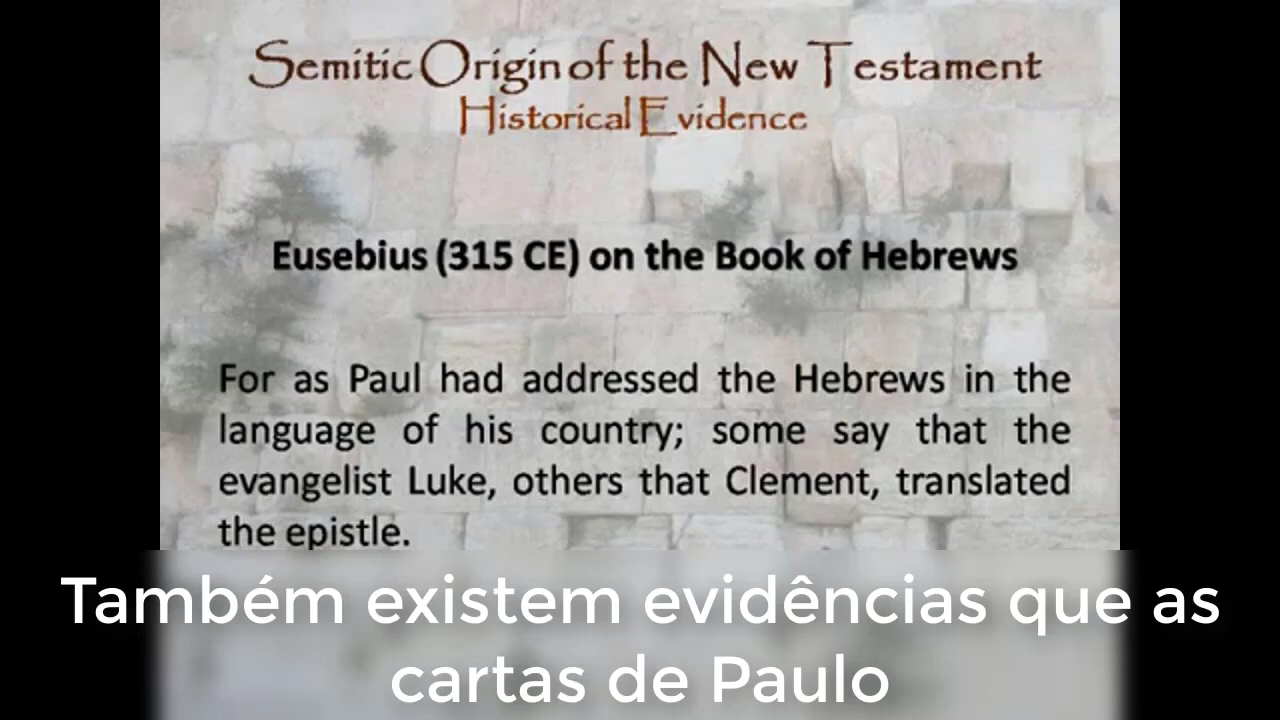 Semitic Origin of the New Testament
Historical Evidence
Eusebius (315 CE) on the Book of Hebrews
For as Paul had addressed the Hebrews in the
language of his country; some say that the
evangelist Luke, others that Clement, translated
the epistle.
Também existem evidências que as
cartas de Paulo